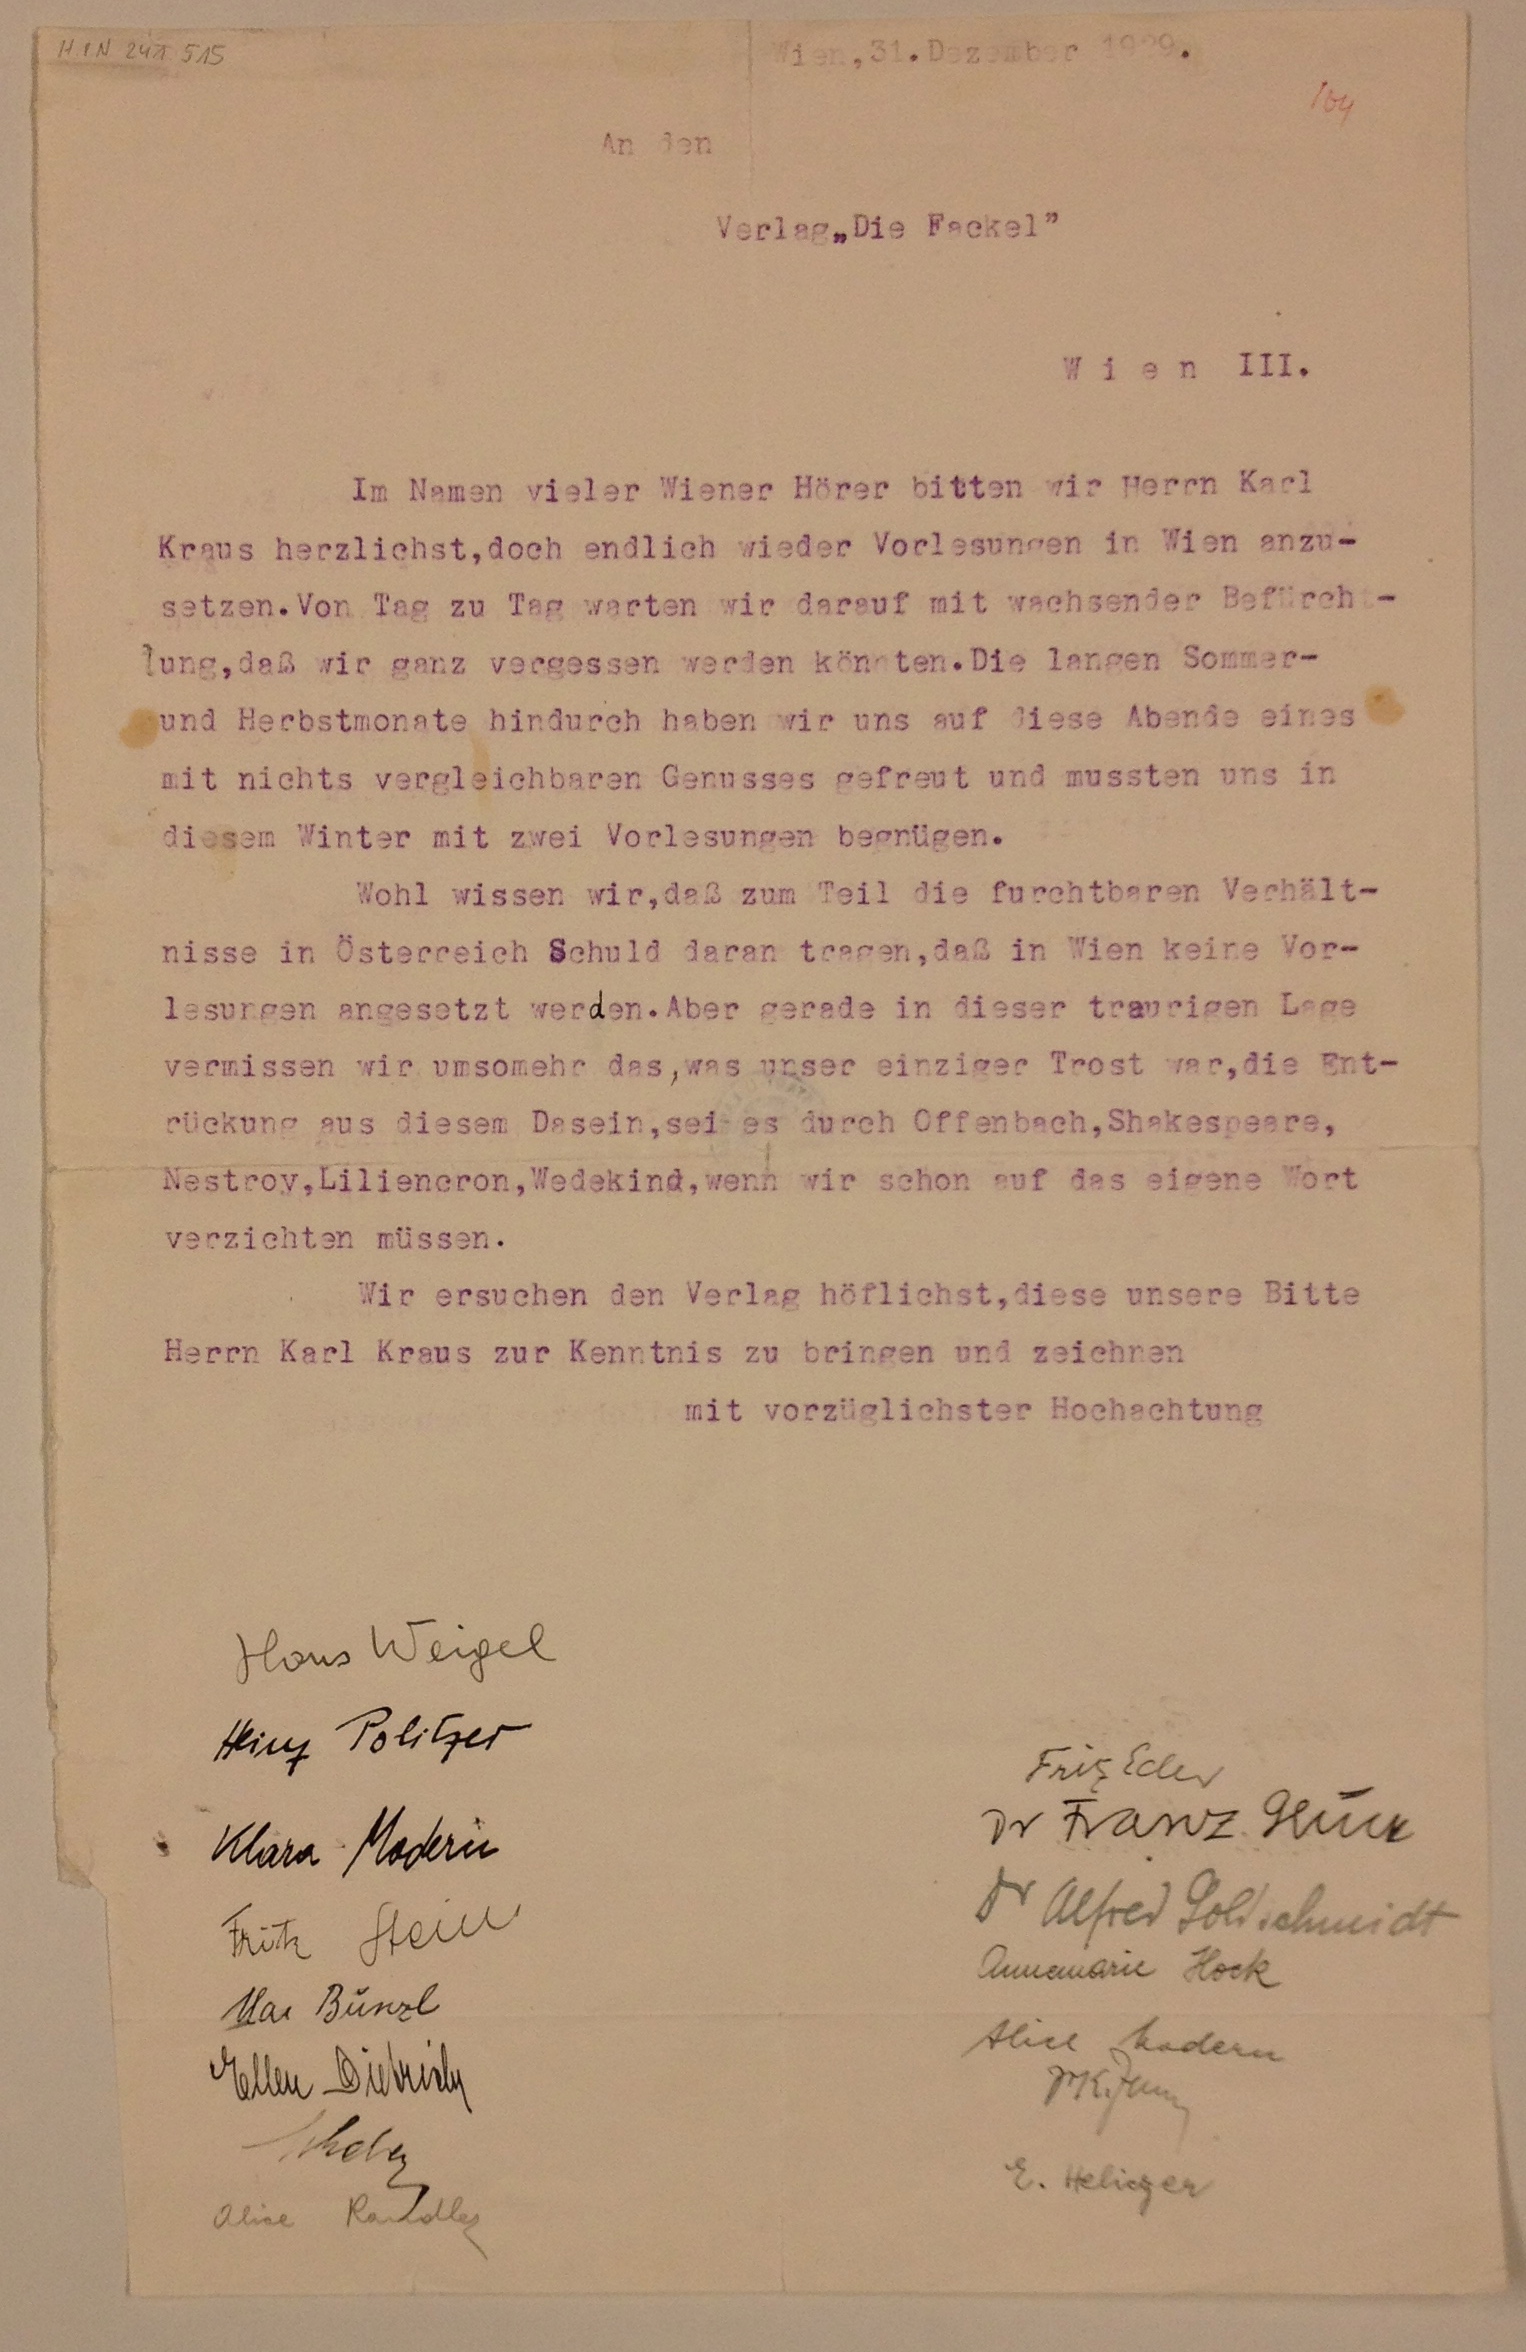 H.I.N 241 515
Wien,31.Dezember 1929.
104
An den
Verlag„Die Fackel”
W i e n III.
Im Namen vieler Wiener Hörer bitten wir Herrn Karl
Kraus herzlichst,doch endlich wieder Vorlesungen in Wien anzu-
setzen.Von Tag zu Tag warten wir darauf mit wachsender Befürcht-
ung,daß wir ganz vergessen werden könnten.Die langen Sommer-
und Herbstmonate hindurch haben wir uns auf diese Abende eines
mit nichts vergleichbaren Genusses gefreut und mussten uns in
diesem Winter mit zwei Vorlesungen begnügen.
Wohl wissen wir,daß zum Teil die furchtbaren Verhält-
nisse in Österreich Schuld daran tragen,daß in Wien keine Vor-
lesungen angesetzt werden.Aber gerade in dieser traurigen Lage
vermissen wir umsomehr das,was unser einziger Trost war,die Ent-
rückung aus diesem Dasein,sei es durch Offenbach,Shakespeare,
Nestroy,Liliencron,Wedekind,wenn wir schon auf das eigene Wort
verzichten müssen.
Wir ersuchen den Verlag höflichst,diese unsere Bitte
Herrn Karl Kraus zur Kenntnis zu bringen und zeichnen
mit vorzüglichster Hochachtung
Hans Weigel
Heinz Politzer
Klara Modern
Fritz Stein
Bünzl
Ellen Dietrich
Alice
Fritz Eder
Dr Franz Glück
Dr Alfred Goldschmidt
Annemarie Hock
Alice Modern
E.